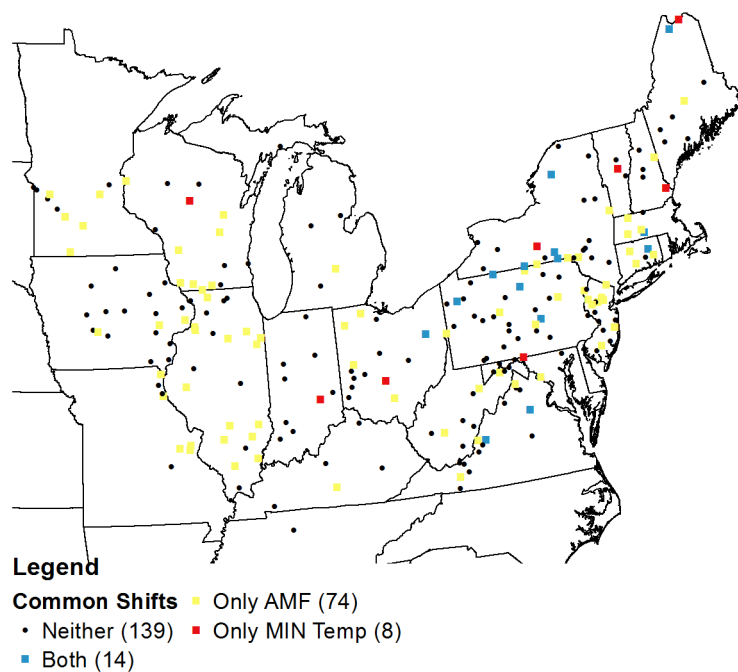 Legend
Common Shifts
Neither (139)
Both (14)
Only AMF (74)
Only MIN Temp (8)